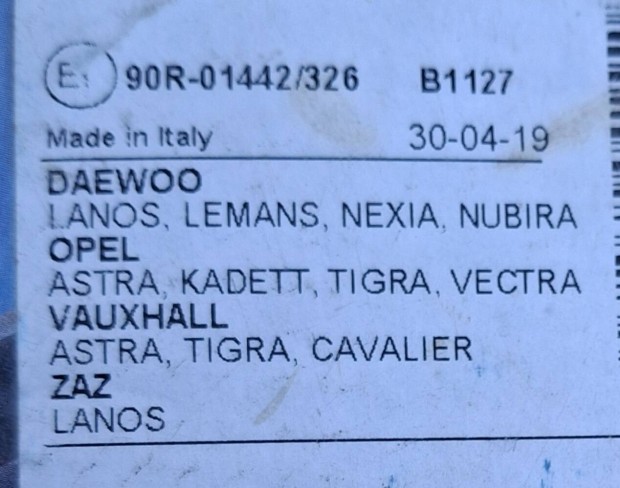 E1 90R-01442/326 B1127
Made in Italy 30-04-19
DAEWOO
LANOS, LEMANS, NEXIA, NUBIRA
OPEL
ASTRA, KADETT, TIGRA, VECTRA
VAUXHALL
ASTRA, TIGRA, CAVALIER
ZAZ
LANOS